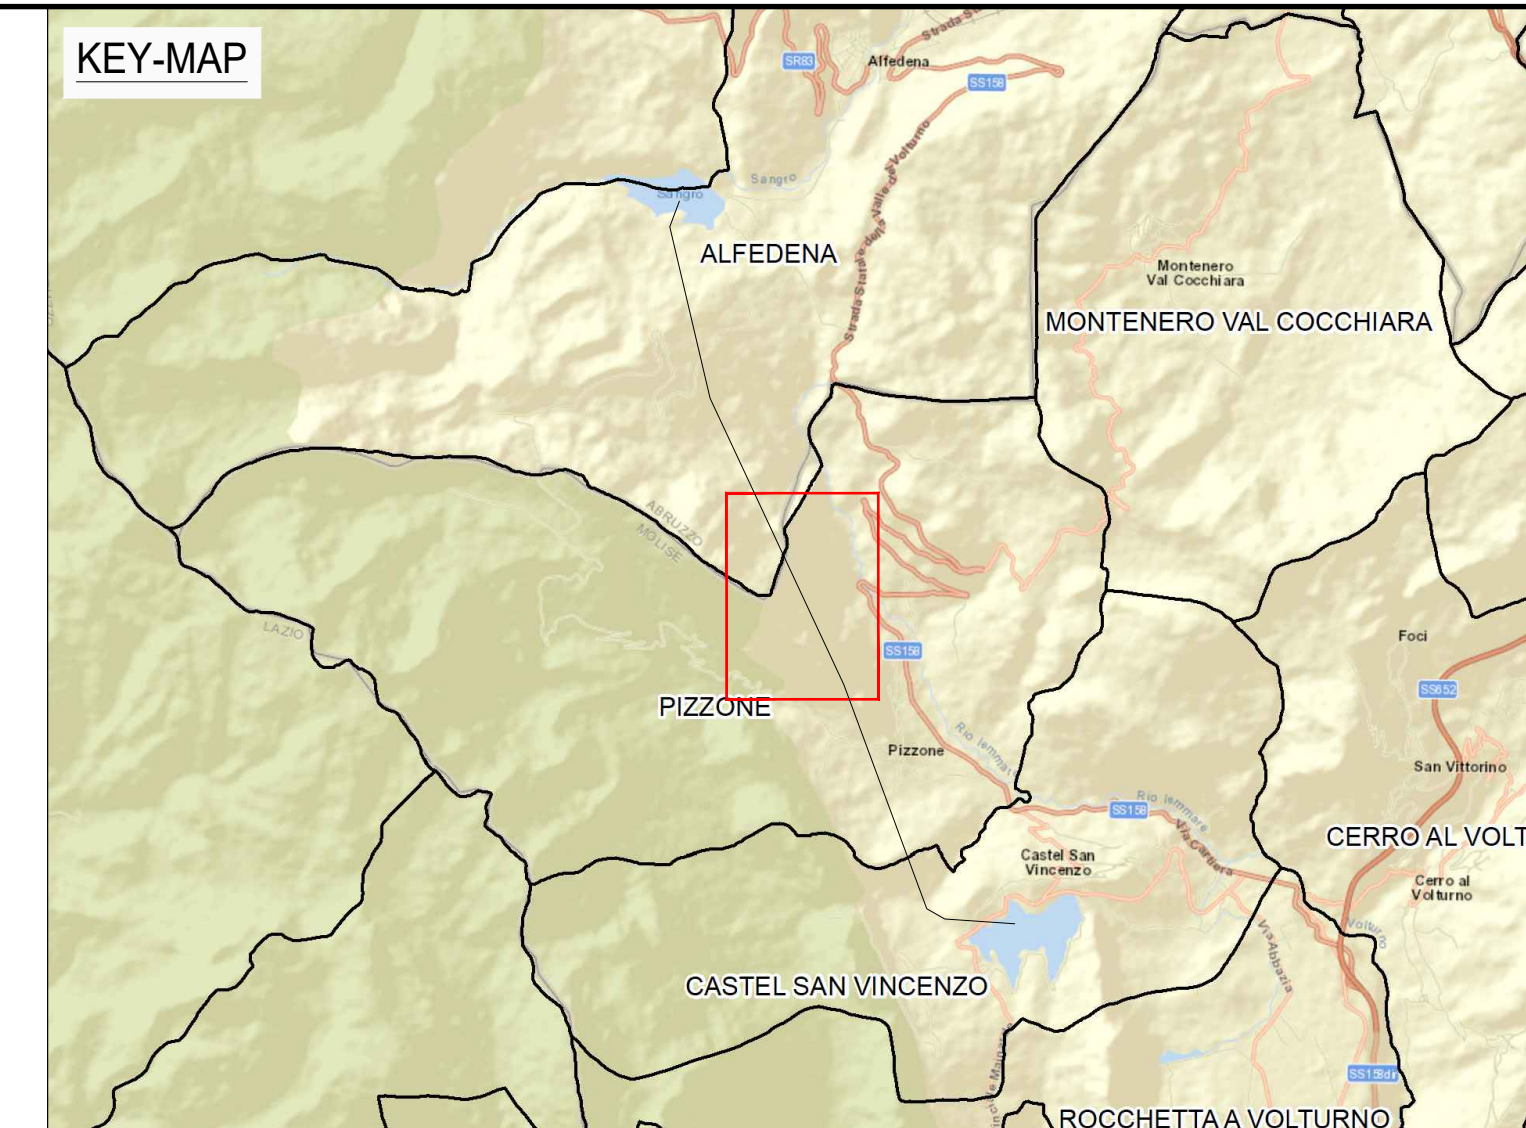 KEY-MAP
Strada St
SR83
Alfedena
SS158
Strada Statale della Valle del Volturno
Sangro
Sangro
ALFEDENA
Montenero
Val Cocchiara
MONTENERO VAL COCCHIARA
ABRUZZO
MOLISE
LAZIO
SS158
Foci
SS652
PIZZONE
Pizzone
Rio Iemmare
San Vittorino
Rio Iemmare
SS158
Via Cartiera
CERRO AL VOLT
Castel San
Vincenzo
Cerro al
Volturno
Volturno
Via Abbazia
CASTEL SAN VINCENZO
SS158dir
ROCCHETTA A VOLTURNO